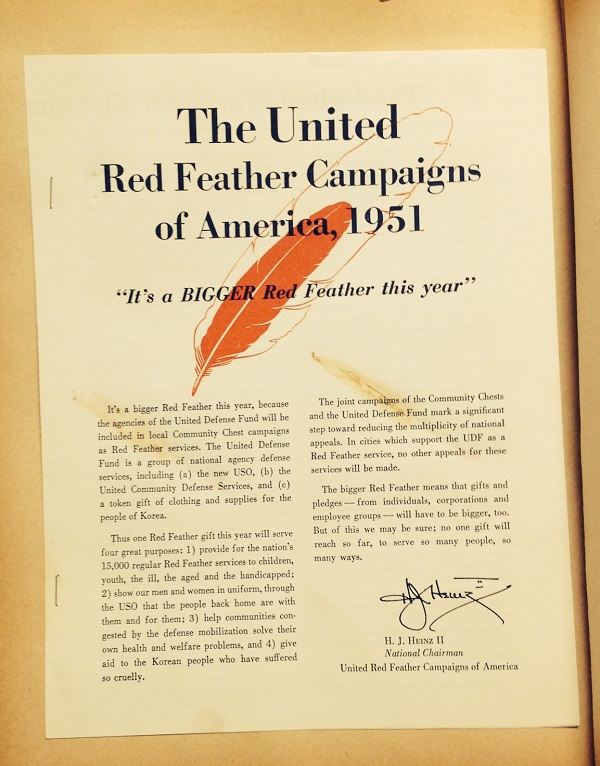 The United
Red Feather Campaigns
of America, 1951
"It's a BIGGER Red Feather this year"
It's a bigger Red Feather this year, because
the agencies of the United Defense Fund will be
included in local Community Chest campaigns
as Red Feather services. The United Defense
Fund is a group of national agency defense
services, including (a) the new USO, (b) the
United Community Defense Services, and (c)
a token gift of clothing and supplies for the
people of Korea.
Thus one Red Feather gift this year will serve
four great purposes: 1) provide for the nation's
15,000 regular Red Feather services to children,
youth, the ill, the aged and the handicapped;
2) show our men and women in uniform, through
the USO that the people back home are with
them and for them; 3) help communities con-
gested by the defense mobilization solve their
own health and welfare problems, and 4) give
aid to the Korean people who have suffered
so cruelly.
The joint campaigns of the Community Chests
and the United Defense Fund mark a significant
step toward reducing the multiplicity of national
appeals. In cities which support the UDF as a
Red Feather service, no other appeals for these
services will be made.
The bigger Red Feather means that gifts and
pledges — from individuals, corporations and
employee groups — will have to be bigger, too.
But of this we may be sure; no one gift will
reach so far, to serve so many people, so
many ways.
HJ Heinz II
H. J. HEINZ II
National Chairman
United Red Feather Campaigns of America